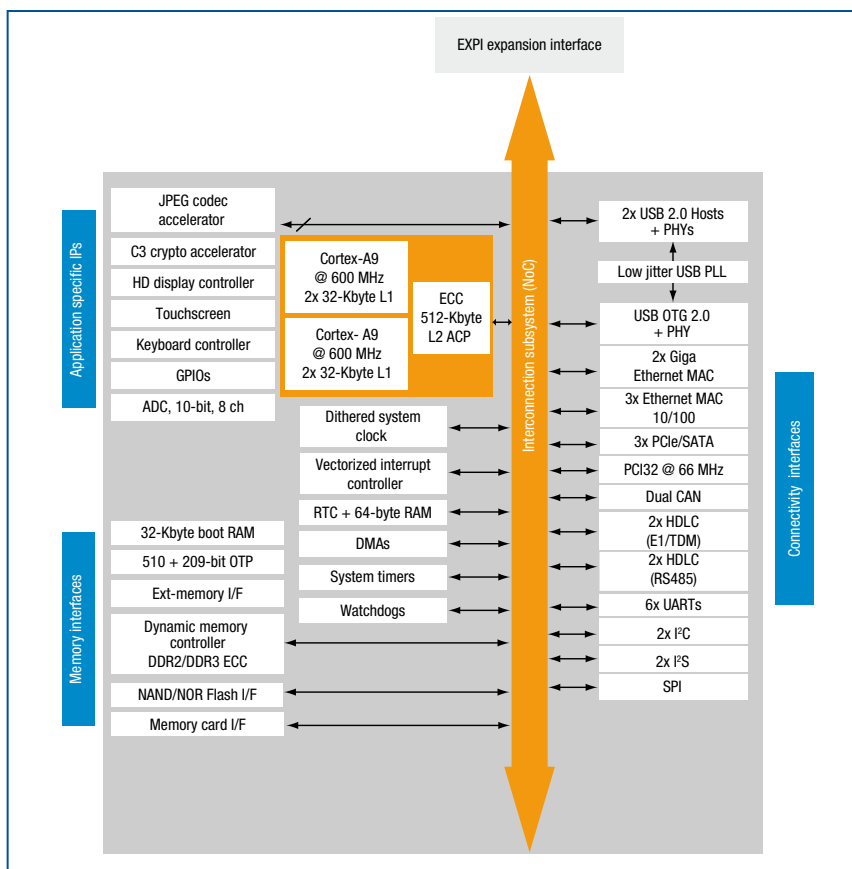 EXPI expansion interface
Application specific IPs
JPEG codec
accelerator
C3 crypto accelerator
HD display controller
Touchscreen
Keyboard controller
GPIOs
ADC, 10-bit, 8 ch
Cortex-A9
@ 600 MHz
2x 32-Kbyte L1
Cortex- A9
@ 600 MHz
2x 32-Kbyte L1
ECC
512-Kbyte
L2 ACP
Dithered system
clock
Vectorized interrupt
controller
RTC + 64-byte RAM
DMAs
System timers
Watchdogs
Memory interfaces
32-Kbyte boot RAM
510 + 209-bit OTP
Ext-memory I/F
Dynamic memory
controller
DDR2/DDR3 ECC
NAND/NOR Flash I/F
Memory card I/F
Interconnection subsystem (NoC)
2x USB 2.0 Hosts
+ PHYs
Low jitter USB PLL
USB OTG 2.0
+ PHY
2x Giga
Ethernet MAC
3x Ethernet MAC
10/100
3x PCIe/SATA
PCI32 @ 66 MHz
Dual CAN
2x HDLC
(E1/TDM)
2x HDLC
(RS485)
6x UARTs
2x I²C
2x I²S
SPI
Connectivity interfaces